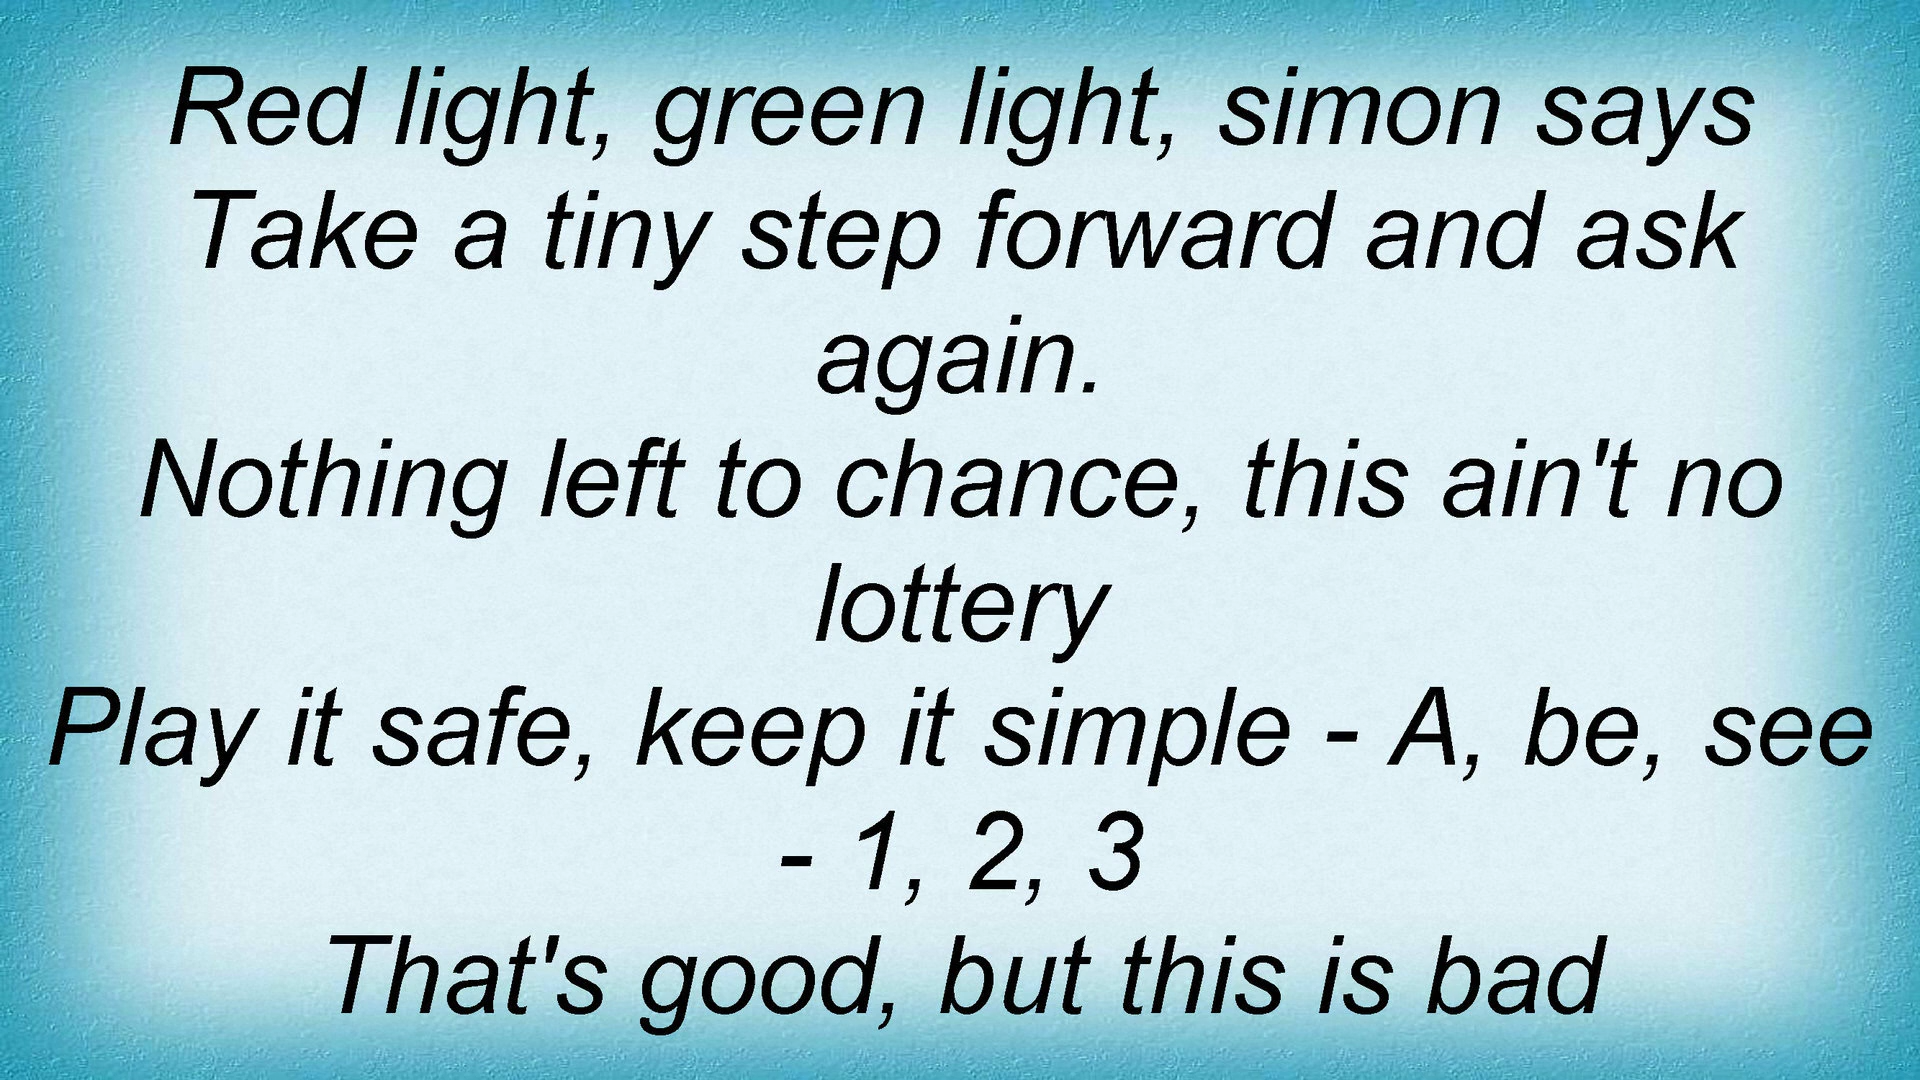 Red light, green light, simon says
Take a tiny step forward and ask
again.
Nothing left to chance, this ain't no
lottery
Play it safe, keep it simple - A, be, see
- 1, 2, 3
That's good, but this is bad